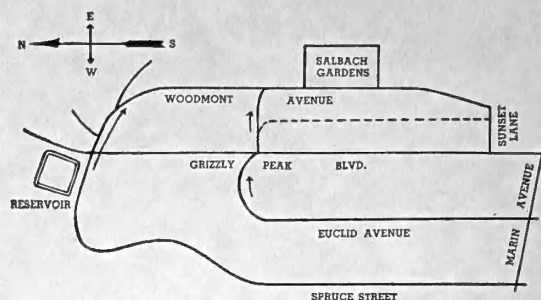 E
N S
W
SALBACH
GARDENS
WOODMONT AVENUE
SUNSET LANE
GRIZZLY PEAK BLVD.
RESERVOIR
EUCLID AVENUE
MARIN AVENUE
SPRUCE STREET